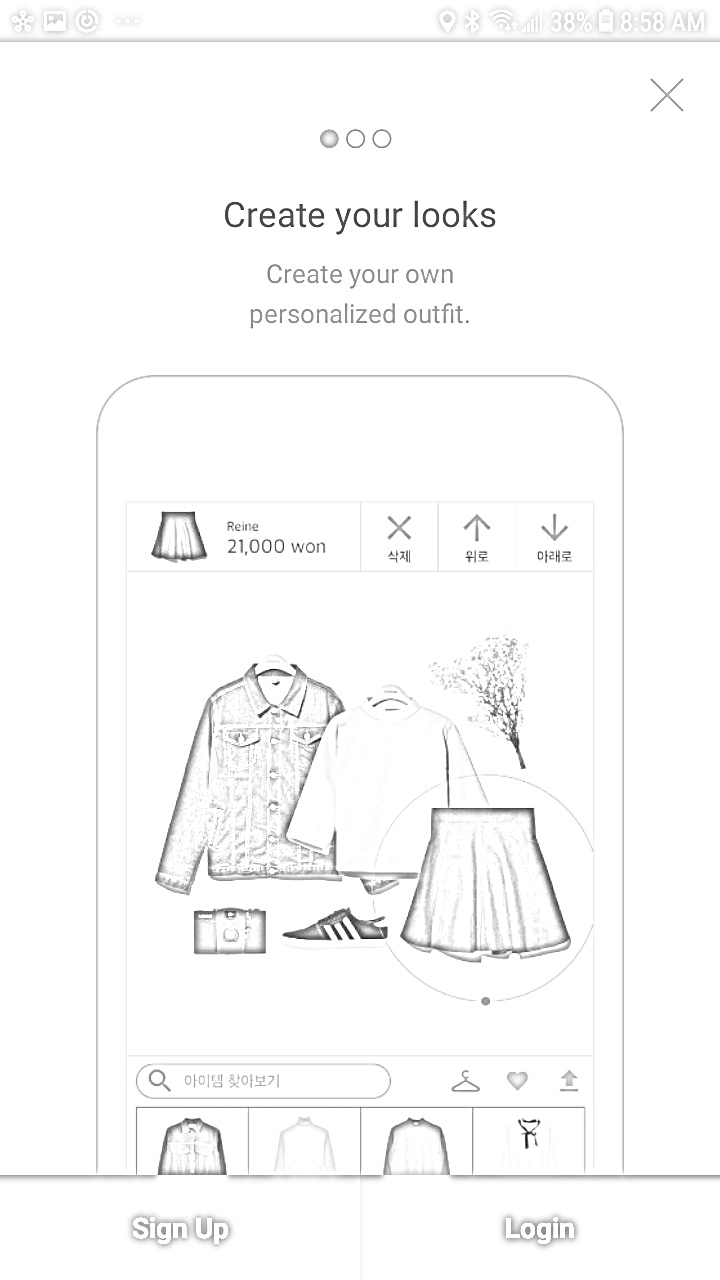 38% 8:58 AM
Create your looks
Create your own
personalized outfit.
Reine
21,000 won
삭제
위로
아래로
아이템 찾아보기
Sign Up
Login